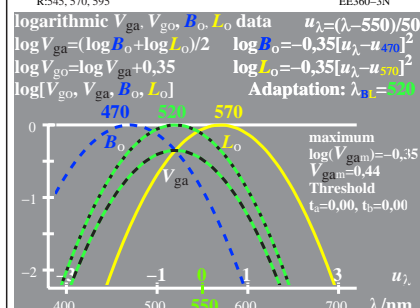 R:545, 570, 595 EE360–3N
logarithmic Vga, Vgo, Bo, Lo data uλ=(λ−550)/50
log Vga=(log Bo+log Lo)/2 log Bo=−0,35[uλ−u470]²
log Vgo=log Vga+0,35 log Lo=−0,35[uλ−u570]²
log[Vgo, Vga, Bo, Lo] Adaptation: λBL=520
470 520 570
0
Bo Lo
maximum
log(Vgam)=−0,35
Vgam=0,44
Vga
Threshold
−1
ta=0,00, tb=0,00
−2
−2 −1 0 1 3 uλ
400 500 550 600 700 λ/nm